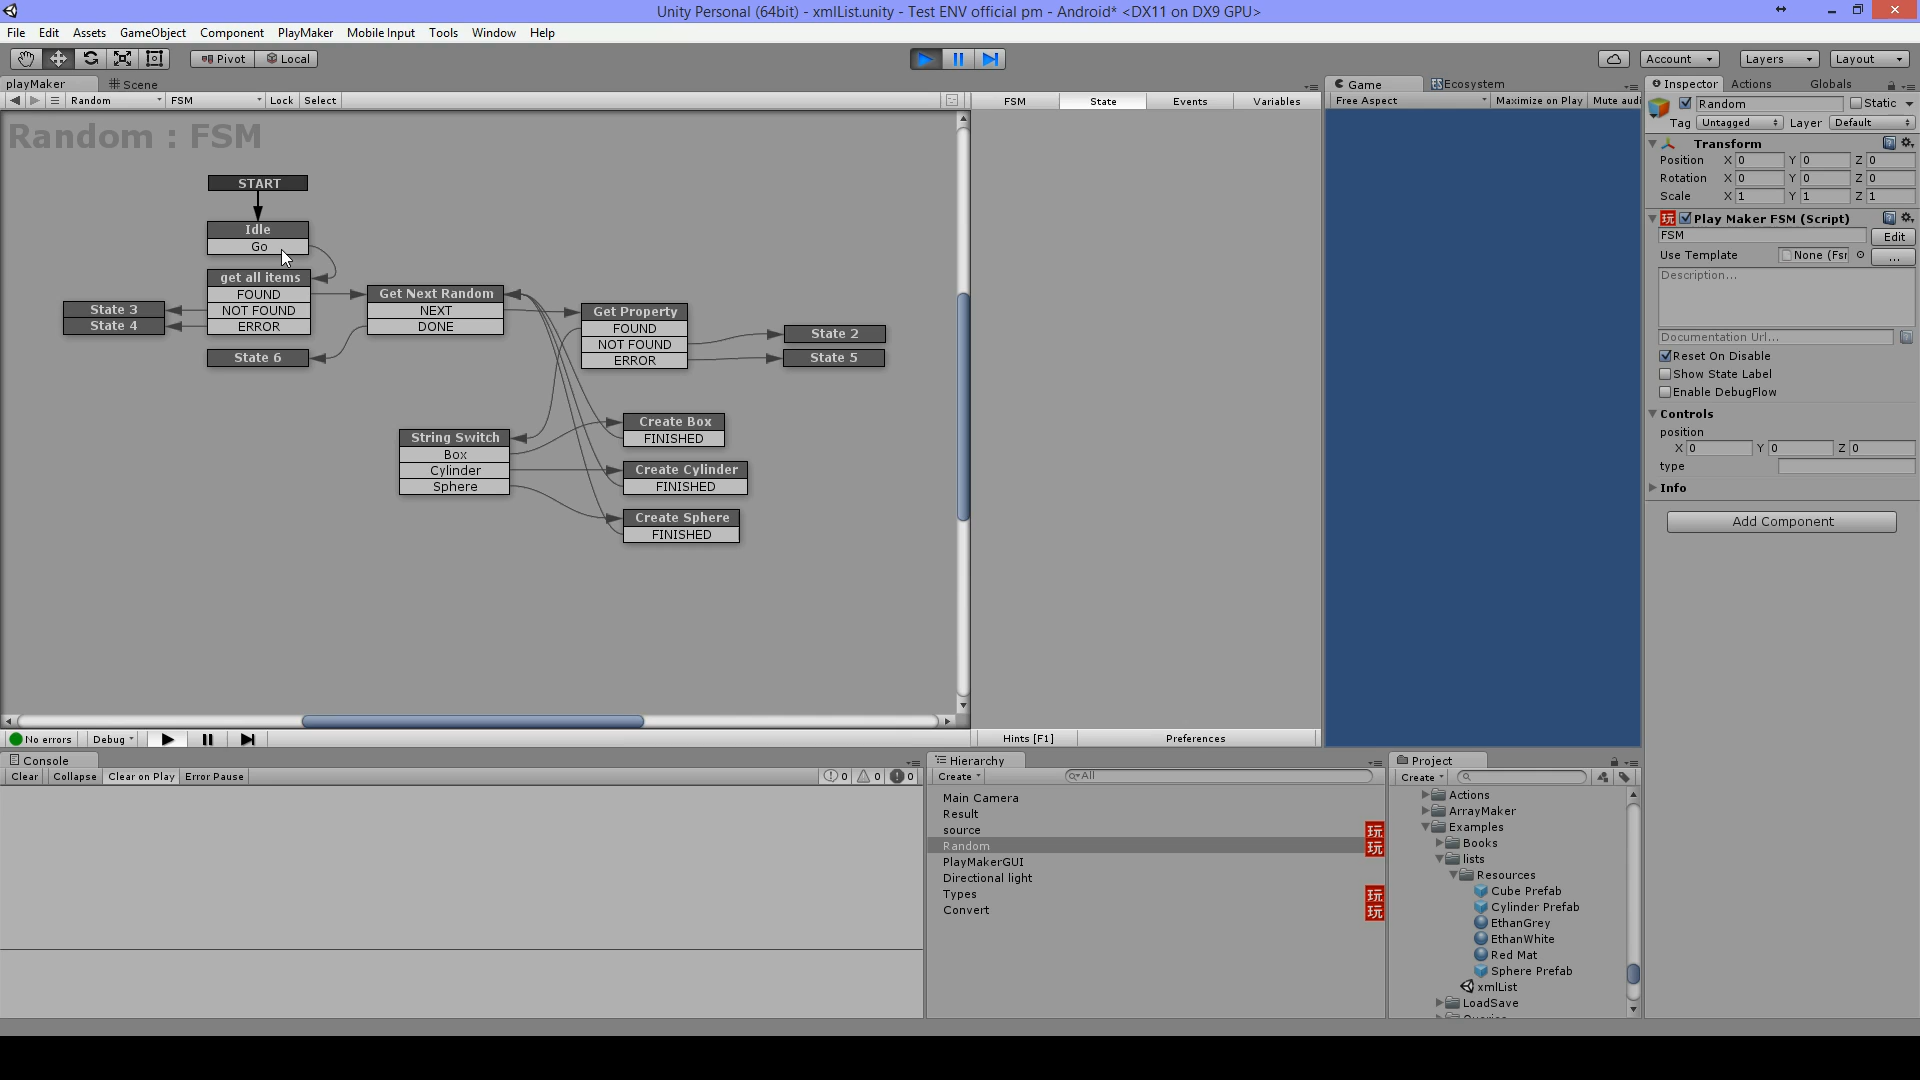 Unity Personal (64bit) - xmlList.unity - Test ENV official pm - Android* <DX11 on DX9 GPU>
File Edit Assets GameObject Component PlayMaker Mobile Input Tools Window Help
Pivot Local Account Layers Layout
playMaker Scene
Random FSM Lock Select
Random : FSM
START
Idle
Go
get all items
FOUND
NOT FOUND
ERROR
State 3
State 4
State 6
Get Next Random
NEXT
DONE
Get Property
FOUND
NOT FOUND
ERROR
State 2
State 5
String Switch
Box
Cylinder
Sphere
Create Box
FINISHED
Create Cylinder
FINISHED
Create Sphere
FINISHED
No errors Debug
FSM State Events Variables
Hints [F1] Preferences
Game Ecosystem
Free Aspect Maximize on Play Mute audi
Inspector Actions Globals
Random Static
Tag Untagged Layer Default
Transform
Position X 0 Y 0 Z 0
Rotation X 0 Y 0 Z 0
Scale X 1 Y 1 Z 1
玩 Play Maker FSM (Script)
FSM Edit
Use Template None (Fsr ...
Description...
Documentation Url...
Reset On Disable
Show State Label
Enable DebugFlow
Controls
position
X 0 Y 0 Z 0
type
Info
Add Component
Console
Clear Collapse Clear on Play Error Pause 0 0 0
Hierarchy
Create All
Main Camera
Result
source 玩
Random 玩
PlayMakerGUI
Directional light
Types 玩
Convert 玩
Project
Create
Actions
ArrayMaker
Examples
Books
lists
Resources
Cube Prefab
Cylinder Prefab
EthanGrey
EthanWhite
Red Mat
Sphere Prefab
xmlList
LoadSave